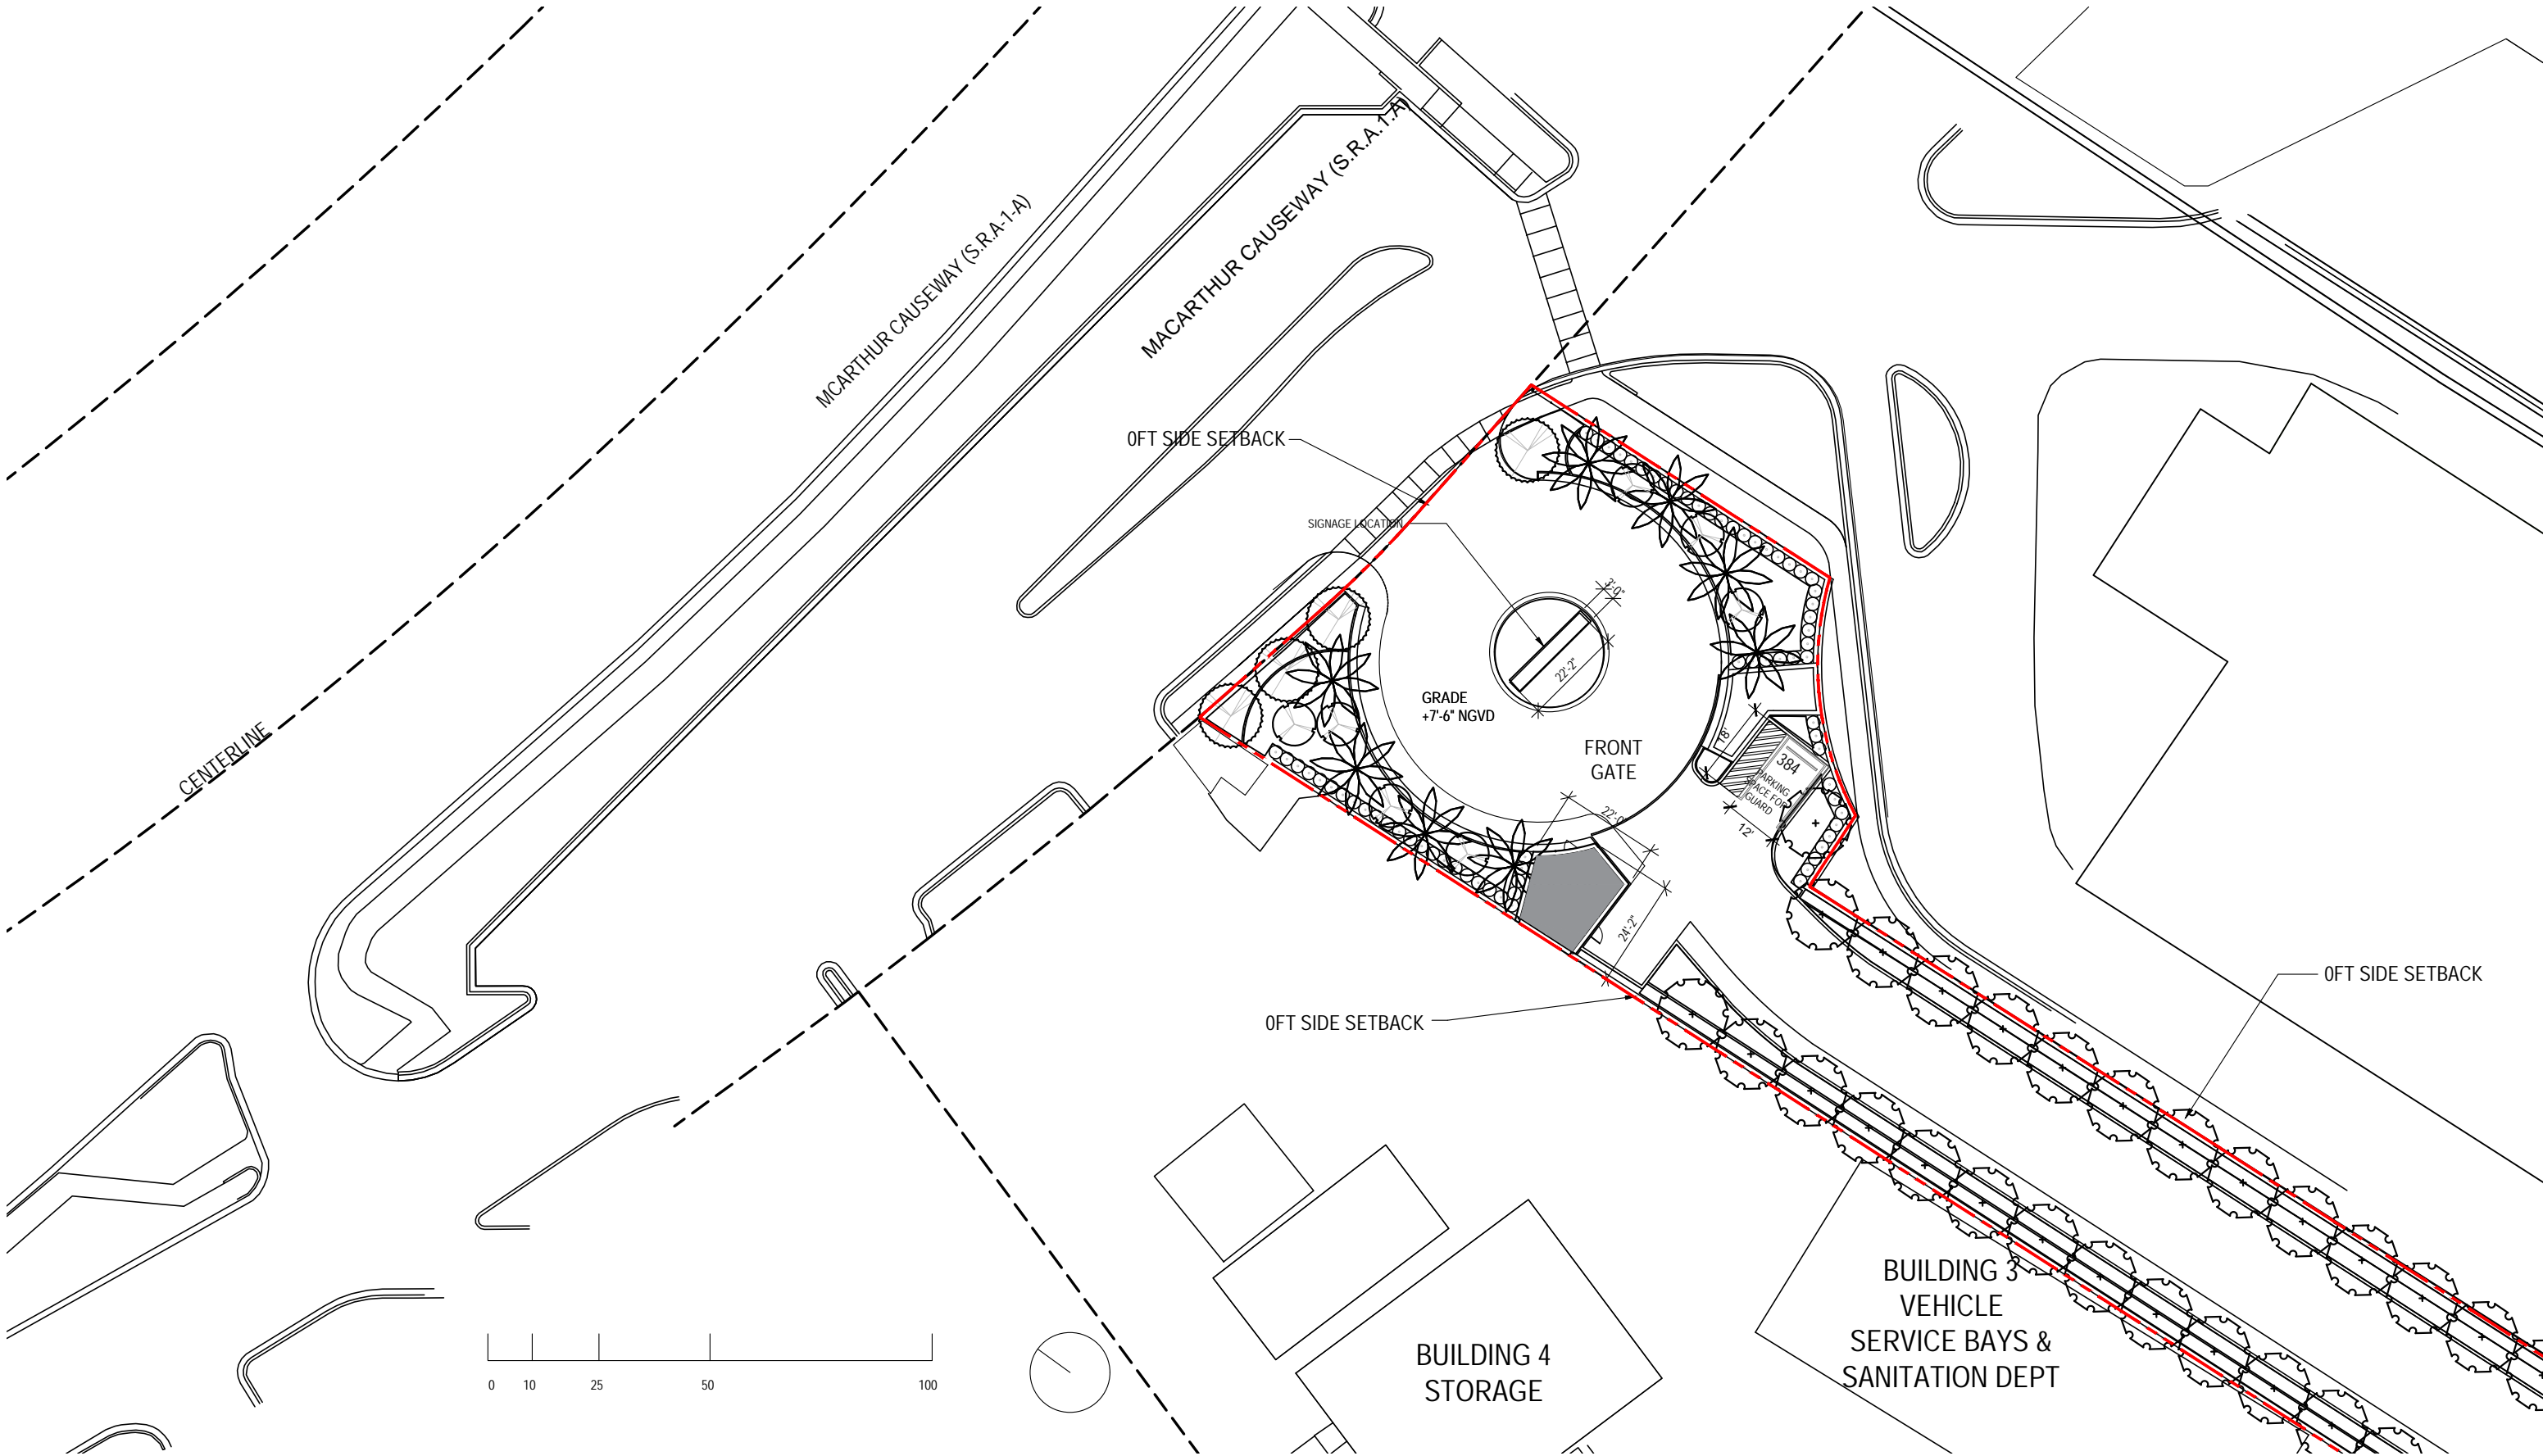 MCARTHUR CAUSEWAY (S.R.A-1-A)
MACARTHUR CAUSEWAY (S.R.A.1.A)
0FT SIDE SETBACK
SIGNAGE LOCATION
3'-0"
22'-2"
GRADE
+7'-6" NGVD
FRONT
GATE
18'
384
PARKING
SPACE FOR
GUARD
12'
22'-0"
24'-2"
CENTERLINE
0FT SIDE SETBACK
0FT SIDE SETBACK
BUILDING 3
VEHICLE
SERVICE BAYS &
SANITATION DEPT
BUILDING 4
STORAGE
0 10 25 50 100